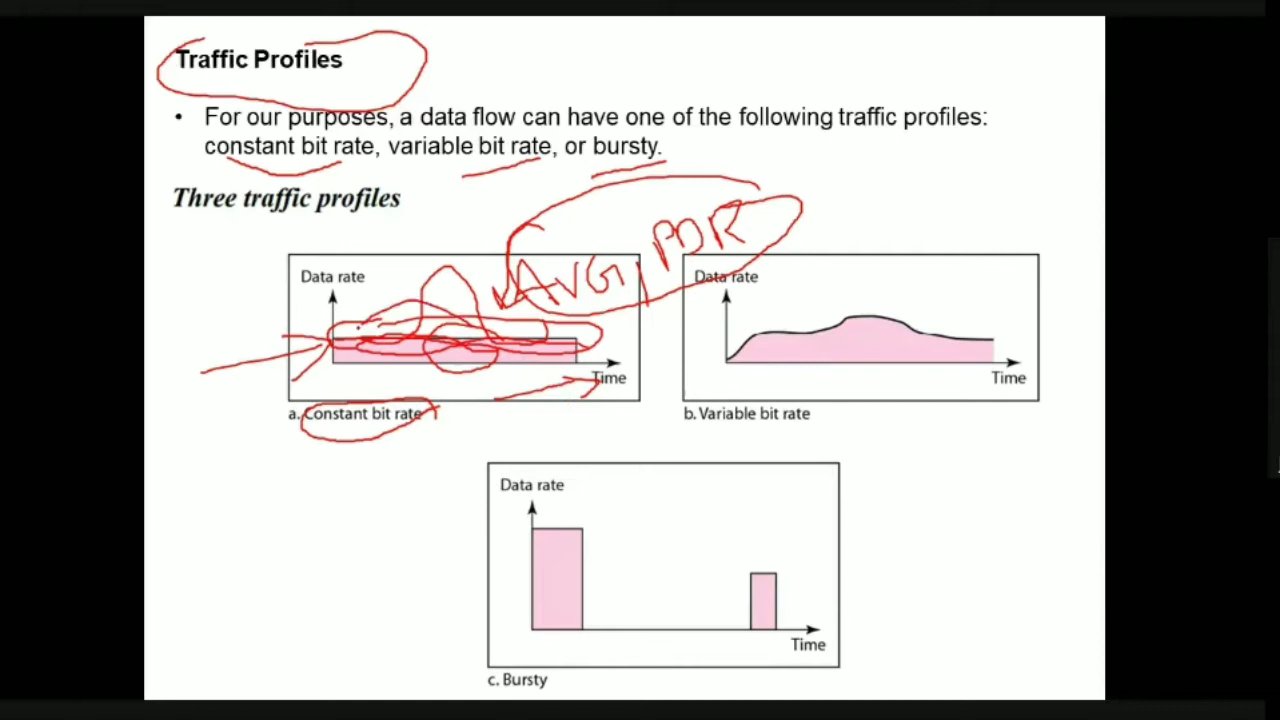 Traffic Profiles
• For our purposes, a data flow can have one of the following traffic profiles:
constant bit rate, variable bit rate, or bursty.
Three traffic profiles
AVG, PDR
Data rate
Time
a. Constant bit rate
Data rate
Time
b. Variable bit rate
Data rate
Time
c. Bursty